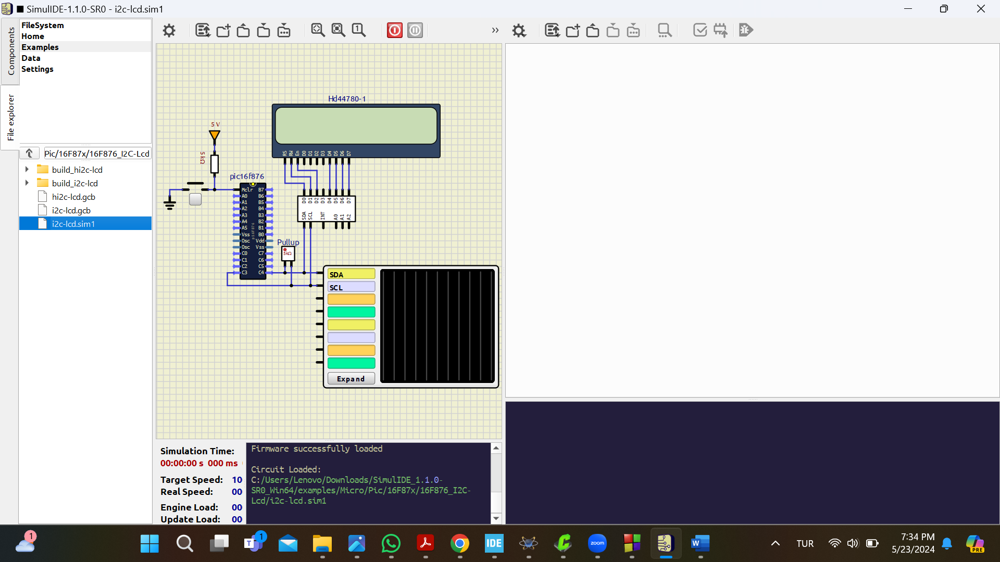 SimulIDE-1.1.0-SR0 - i2c-lcd.sim1
Components
File explorer
FileSystem
Home
Examples
Data
Settings
Pic/16F87x/16F876_I2C-Lcd
build_hi2c-lcd
build_i2c-lcd
hi2c-lcd.gcb
i2c-lcd.gcb
i2c-lcd.sim1
1
»
Hd44780-1
RS RW En D0 D1 D2 D3 D4 D5 D6 D7
5 V
5 kΩ
pic16f876
Mclr B7
A0 B6
A1 B5
A2 B4
A3 B3
A4 B2
A5 B1
Vss B0
Osc Vdd
Osc Vss
C0 C7
C1 C6
C2 C5
C3 C4
p16F876
D0 D1 D2 D3 D4 D5 D6 D7
SDA SCL INT A0 A1 A2
Pullup
5kΩ
SDA
SCL
Expand
Simulation Time:
00:00:00 s 000 ms
Target Speed: 10
Real Speed: 00
Engine Load: 00
Update Load: 00
Firmware successfully loaded
Circuit Loaded:
C:/Users/Lenovo/Downloads/SimulIDE_1.1.0-
SR0_Win64/examples/Micro/Pic/16F87x/16F876_I2C-
Lcd/i2c-lcd.sim1
1
T
1
IDE
zoom
W
TUR
7:34 PM
5/23/2024
PRE